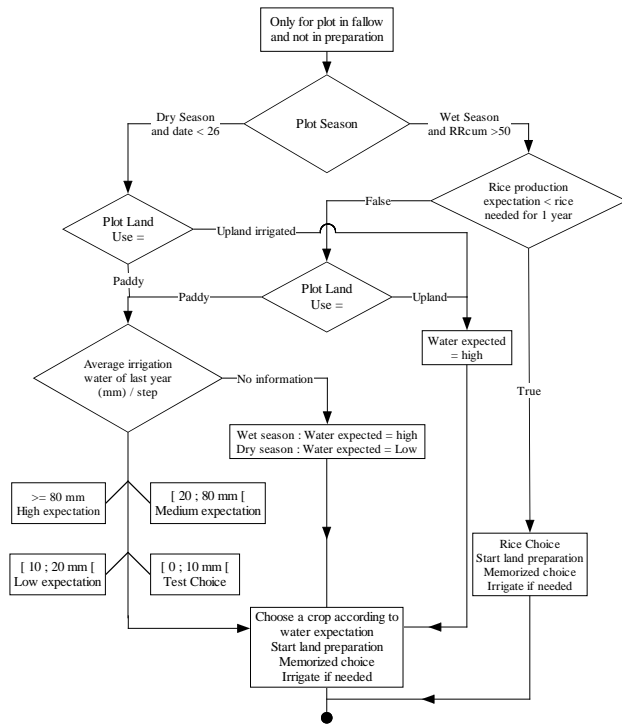 Only for plot in fallow
and not in preparation
Dry Season
and date < 26
Plot Season
Wet Season
and RRcum >50
Rice production
expectation < rice
needed for 1 year
False
Plot Land
Use =
Upland irrigated
Paddy
Paddy
Plot Land
Use =
Upland
Water expected
= high
Average irrigation
water of last year
(mm) / step
No information
True
Wet season : Water expected = high
Dry season : Water expected = Low
>= 80 mm
High expectation
[ 20 ; 80 mm [
Medium expectation
[ 10 ; 20 mm [
Low expectation
[ 0 ; 10 mm [
Test Choice
Rice Choice
Start land preparation
Memorized choice
Irrigate if needed
Choose a crop according to
water expectation
Start land preparation
Memorized choice
Irrigate if needed